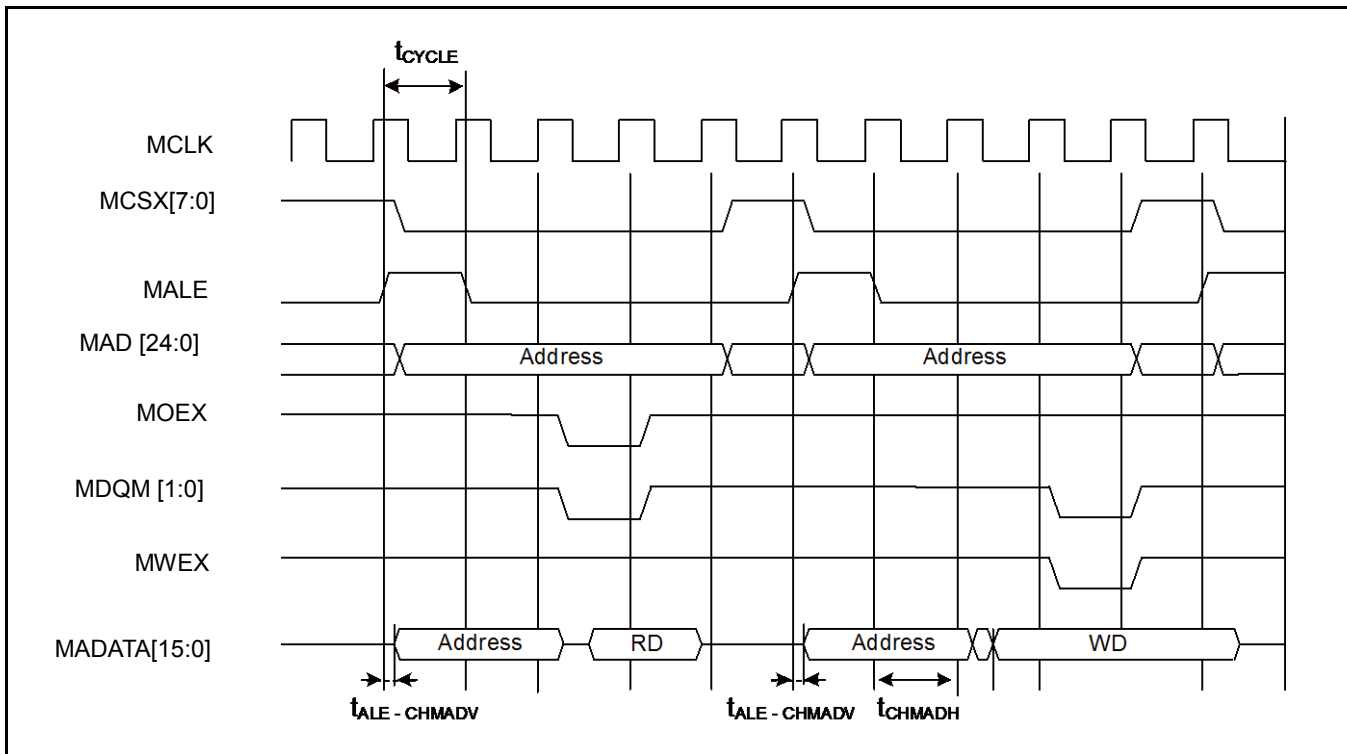 tCYCLE
MCLK
MCSX[7:0]
MALE
MAD [24:0]
Address
Address
MOEX
MDQM [1:0]
MWEX
MADATA[15:0]
Address
RD
Address
WD
tALE - CHMADV
tALE - CHMADV
tCHMADH